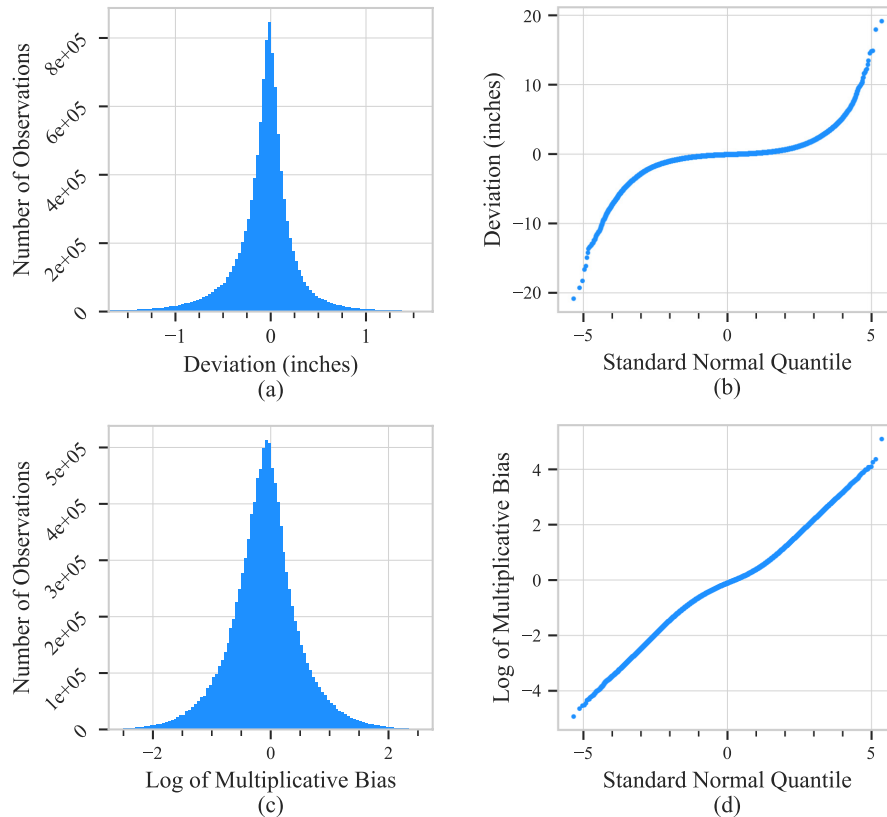 Number of Observations
8e+05
6e+05
4e+05
2e+05
0
−1
0
1
Deviation (inches)
(a)
Deviation (inches)
20
10
0
−10
−20
−5
0
5
Standard Normal Quantile
(b)
Number of Observations
5e+05
4e+05
3e+05
2e+05
1e+05
0
−2
0
2
Log of Multiplicative Bias
(c)
Log of Multiplicative Bias
4
2
0
−2
−4
−5
0
5
Standard Normal Quantile
(d)